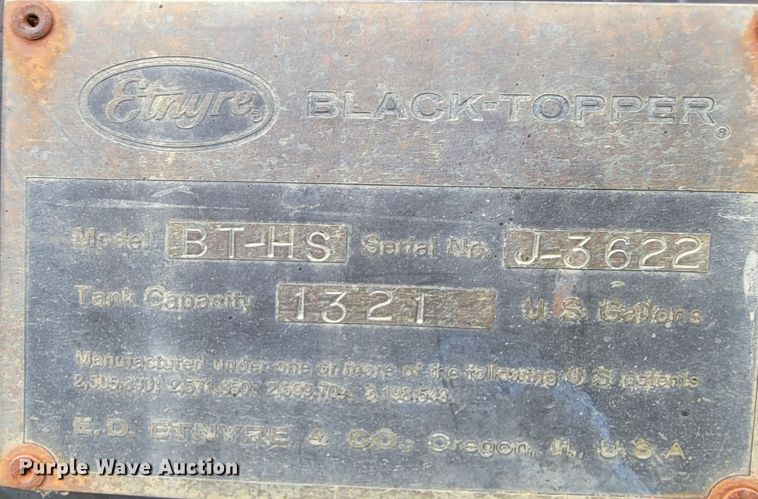 Etnyre® BLACK-TOPPER®
Model BT-HS Serial No. J-3622
Tank Capacity 1321 U.S. Gallons
Manufactured under one or more of the following U.S. patents
E.D. ETNYRE & CO., Oregon, Il., U.S.A.
Purple Wave Auction